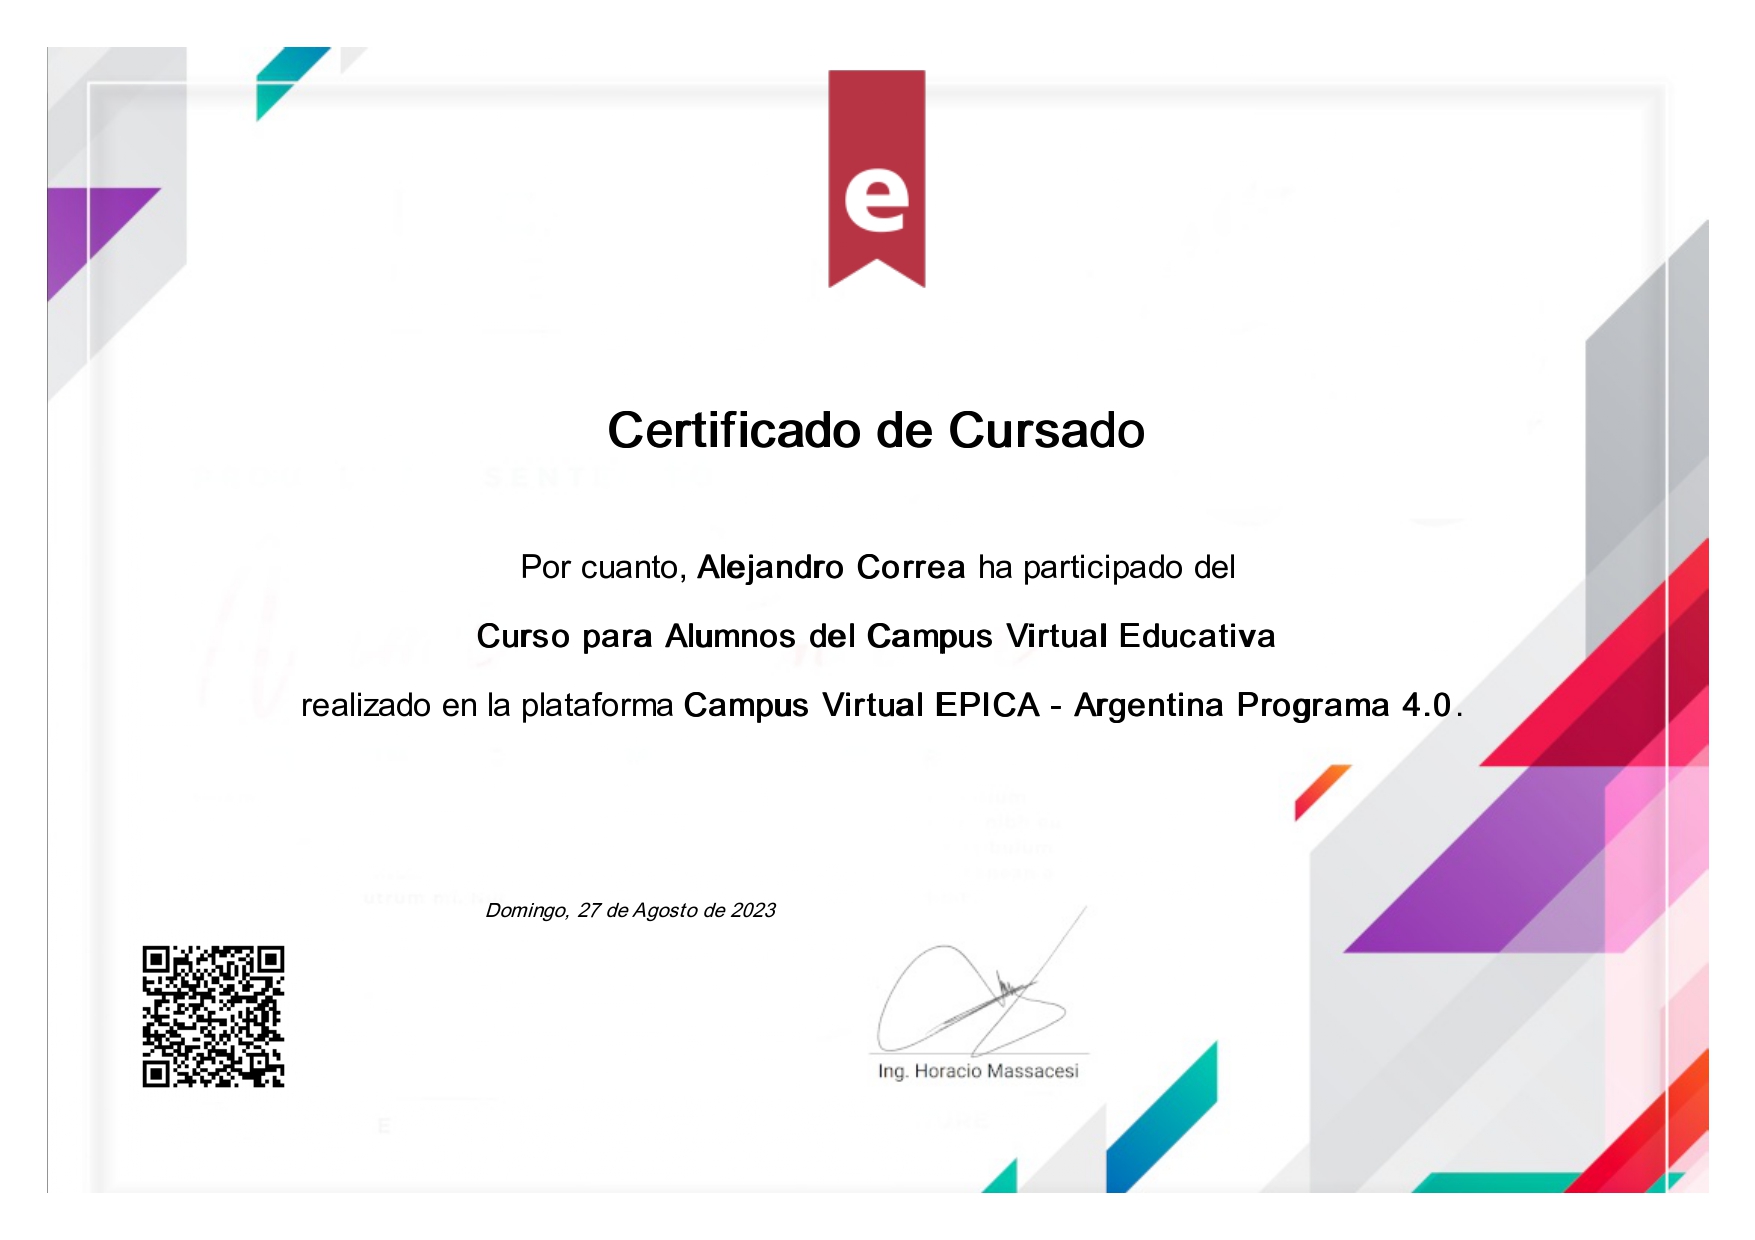 e
Certificado de Cursado
Por cuanto, Alejandro Correa ha participado del
Curso para Alumnos del Campus Virtual Educativa
realizado en la plataforma Campus Virtual EPICA - Argentina Programa 4.0.
Domingo, 27 de Agosto de 2023
Ing. Horacio Massacesi